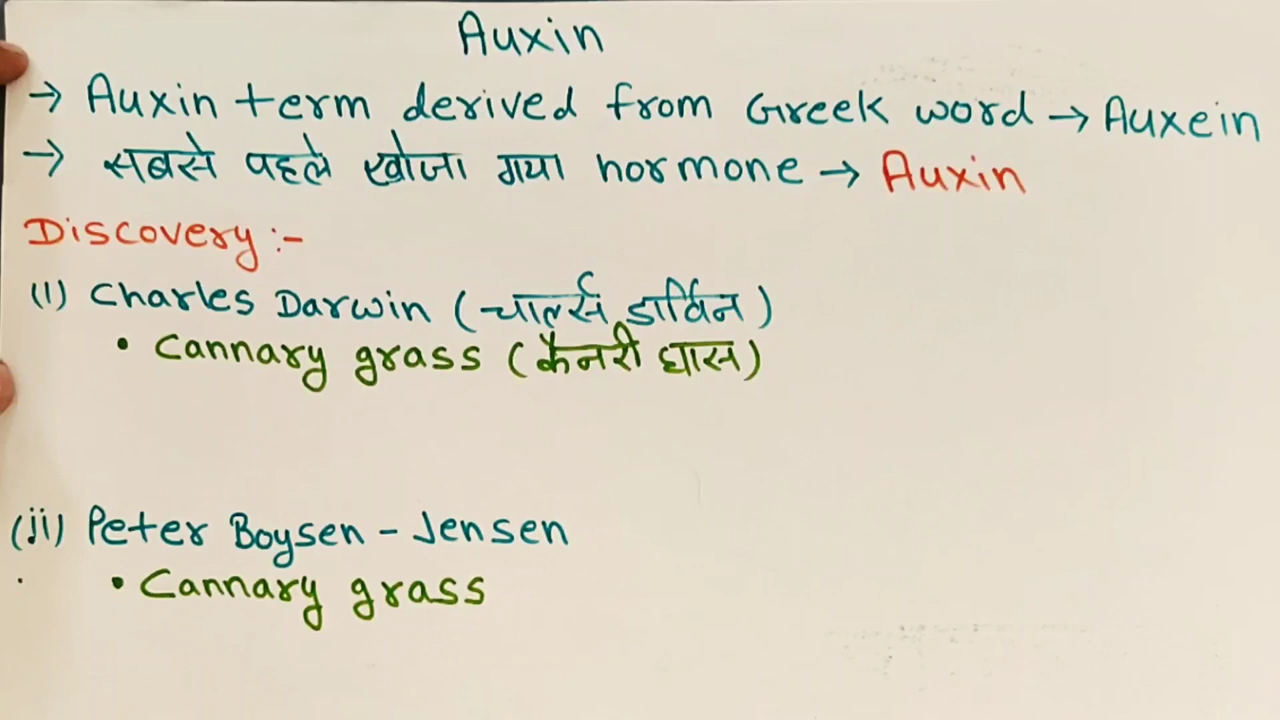 Auxin
→ Auxin term derived from Greek word → Auxein
→ सबसे पहले खोजा गया hormone → Auxin
Discovery :-
(i) Charles Darwin (चार्ल्स डार्विन)
• Cannary grass (कैनरी घास)
(ii) Peter Boysen - Jensen
• Cannary grass